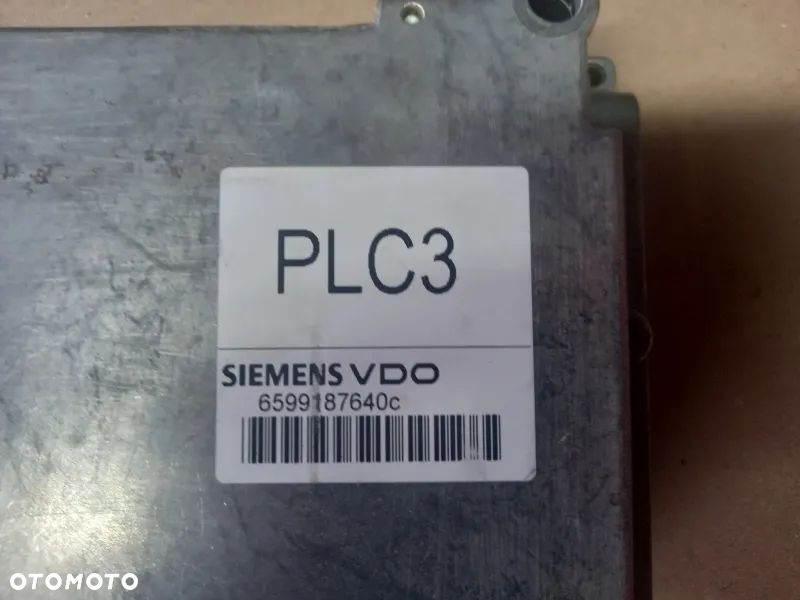 PLC3
SIEMENS VDO
6599187640c
OTOMOTO